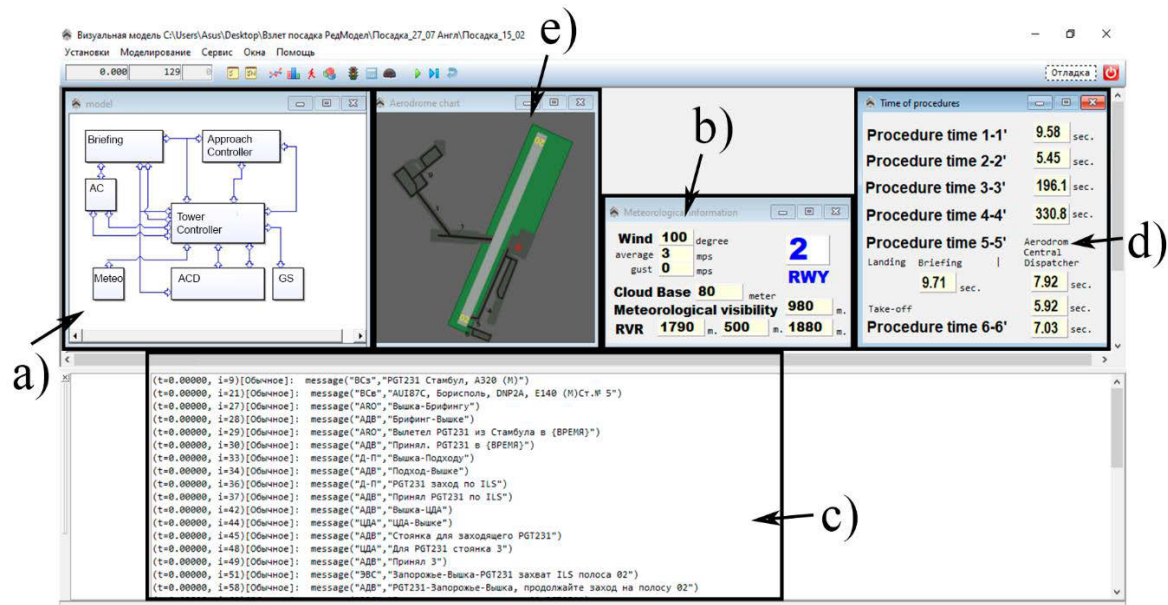 e)
Визуальная модель C:\Users\Asus\Desktop\Взлет посадка РедМодел\Посадка_27_07 Англ\Посадка_15_02
Установки Моделирование Сервис Окна Помощь
0.000 129 0 Отладка
model
Briefing
Approach
Controller
AC
Tower
Controller
Meteo
ACD
GS
a)
Aerodrome chart
02
b)
Meteorological information
Wind 100 degree
average 3 mps
gust 0 mps
2
RWY
Cloud Base 80 meter
Meteorological visibility 980 m.
RVR 1790 m. 500 m. 1880 m.
Time of procedures
Procedure time 1-1' 9.58 sec.
Procedure time 2-2' 5.45 sec.
Procedure time 3-3' 196.1 sec.
Procedure time 4-4' 330.8 sec.
Procedure time 5-5' Aerodrom
Central
Landing Briefing | Dispatcher
9.71 sec. 7.92 sec.
Take-off 5.92 sec.
Procedure time 6-6' 7.03 sec.
d)
(t=0.00000, i=9)[Обычное]: message("ВСз","PGT231 Стамбул, A320 (M)")
(t=0.00000, i=21)[Обычное]: message("ВСв","AUI87C, Борисполь, DNP2A, E140 (M)Ст.№ 5")
(t=0.00000, i=27)[Обычное]: message("ARO","Вышка-Брифингу")
(t=0.00000, i=28)[Обычное]: message("АДВ","Брифинг-Вышке")
(t=0.00000, i=29)[Обычное]: message("ARO","Вылетел PGT231 из Стамбула в {ВРЕМЯ}")
(t=0.00000, i=30)[Обычное]: message("АДВ","Принял. PGT231 в {ВРЕМЯ}")
(t=0.00000, i=33)[Обычное]: message("Д-П","Вышка-Подходу")
(t=0.00000, i=34)[Обычное]: message("АДВ","Подход-Вышке")
(t=0.00000, i=36)[Обычное]: message("Д-П","PGT231 заход по ILS")
(t=0.00000, i=37)[Обычное]: message("АДВ","Принял PGT231 по ILS")
(t=0.00000, i=42)[Обычное]: message("АДВ","Вышка-ЦДА")
(t=0.00000, i=44)[Обычное]: message("ЦДА","ЦДА-Вышке")
(t=0.00000, i=45)[Обычное]: message("АДВ","Стоянка для заходящего PGT231")
(t=0.00000, i=48)[Обычное]: message("ЦДА","Для PGT231 стоянка 3")
(t=0.00000, i=49)[Обычное]: message("АДВ","Принял 3")
(t=0.00000, i=51)[Обычное]: message("ЭВС","Запорожье-Вышка-PGT231 захват ILS полоса 02")
(t=0.00000, i=58)[Обычное]: message("АДВ","PGT231-Запорожье-Вышка, продолжайте заход на полосу 02")
c)